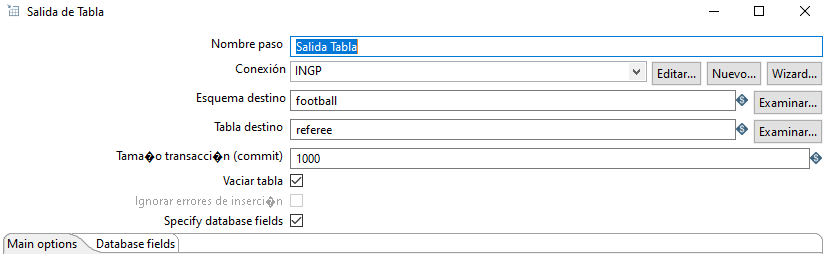 Salida de Tabla
Nombre paso Salida Tabla
Conexión INGP Editar... Nuevo... Wizard...
Esquema destino football Examinar...
Tabla destino referee Examinar...
Tama�o transacci�n (commit) 1000
Vaciar tabla
Ignorar errores de inserci�n
Specify database fields
Main options Database fields